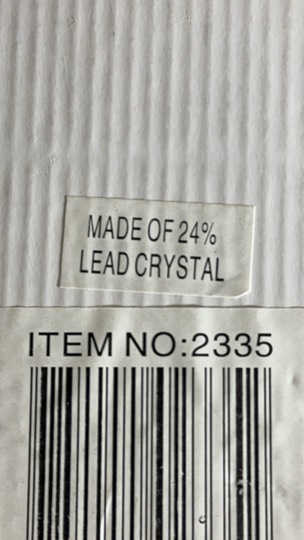 MADE OF 24%
LEAD CRYSTAL
ITEM NO:2335